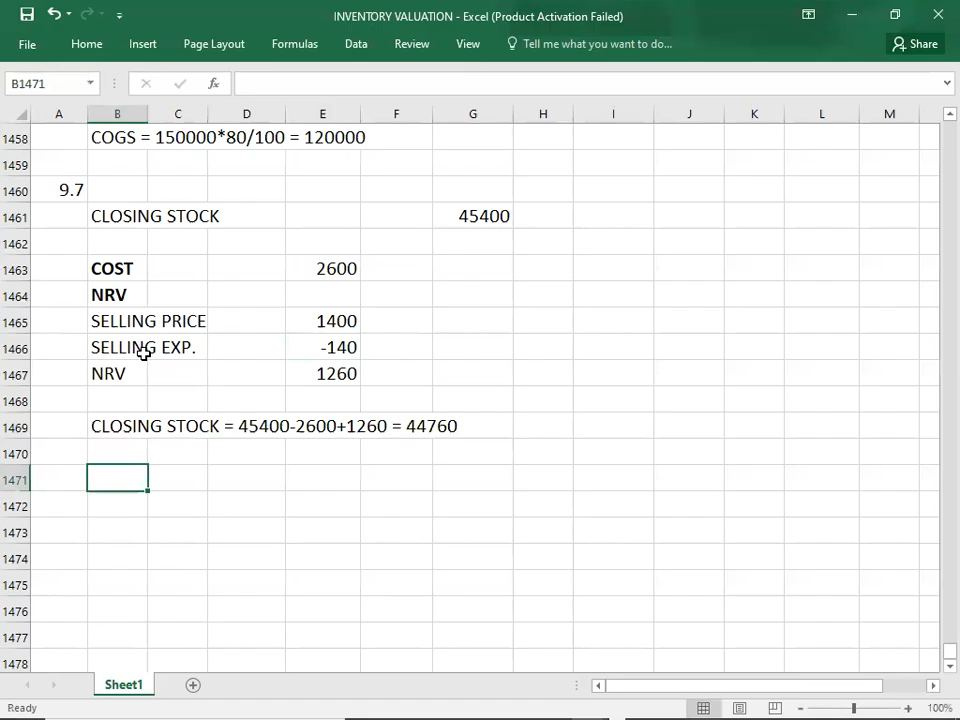 INVENTORY VALUATION - Excel (Product Activation Failed)
File Home Insert Page Layout Formulas Data Review View Tell me what you want to do... Share
B1471 fx
A B C D E F G H I J K L M
1458 COGS = 150000*80/100 = 120000
1459
1460 9.7
1461 CLOSING STOCK 45400
1462
1463 COST 2600
1464 NRV
1465 SELLING PRICE 1400
1466 SELLING EXP. -140
1467 NRV 1260
1468
1469 CLOSING STOCK = 45400-2600+1260 = 44760
1470
1471
1472
1473
1474
1475
1476
1477
1478
Sheet1
Ready 100%